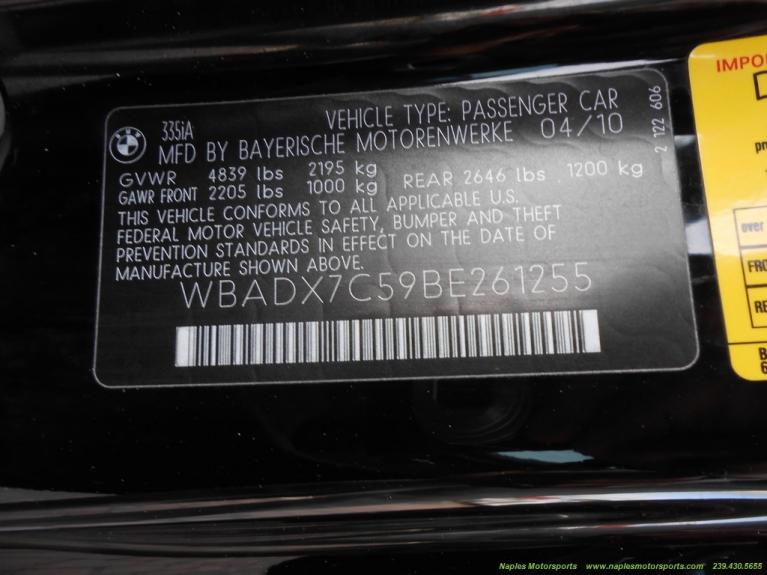 BMW
335iA
VEHICLE TYPE: PASSENGER CAR
MFD BY BAYERISCHE MOTORENWERKE 04/10
GVWR 4839 lbs 2195 kg
GAWR FRONT 2205 lbs 1000 kg REAR 2646 lbs 1200 kg
THIS VEHICLE CONFORMS TO ALL APPLICABLE U.S.
FEDERAL MOTOR VEHICLE SAFETY, BUMPER AND THEFT
PREVENTION STANDARDS IN EFFECT ON THE DATE OF
MANUFACTURE SHOWN ABOVE.
WBADX7C59BE261255
2 122 606
IMPO
over
FRO
RE
Naples Motorsports www.naplesmotorsports.com 239.430.5655